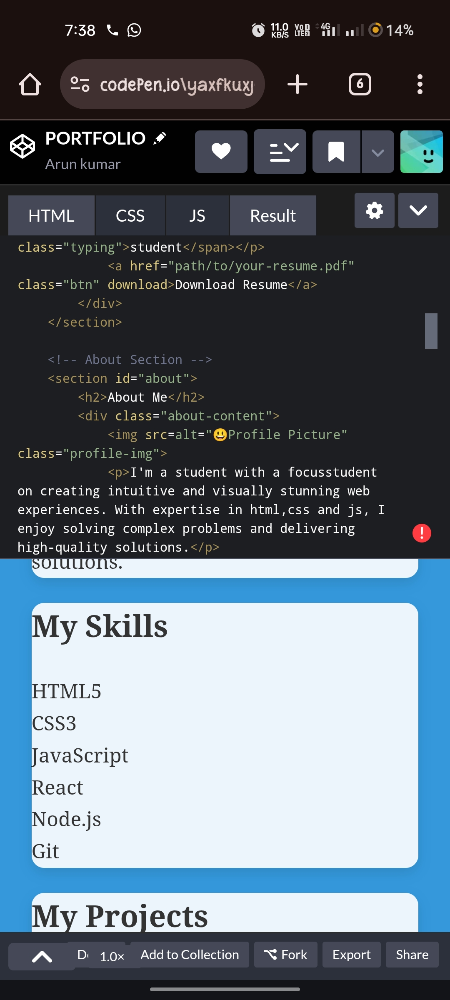 7:38 11.0 KB/S Vo 1 LTE 2 4G 14%
codePen.io\yaxfkuxj 6
PORTFOLIO
Arun kumar
HTML CSS JS Result
class="typing">student</span></p>
<a href="path/to/your-resume.pdf"
class="btn" download>Download Resume</a>
</div>
</section>
<!-- About Section -->
<section id="about">
<h2>About Me</h2>
<div class="about-content">
<img src=alt="😃Profile Picture"
class="profile-img">
<p>I'm a student with a focusstudent
on creating intuitive and visually stunning web
experiences. With expertise in html,css and js, I
enjoy solving complex problems and delivering
high-quality solutions.</p>
solutions.
My Skills
HTML5
CSS3
JavaScript
React
Node.js
Git
My Projects
1.0× Add to Collection Fork Export Share